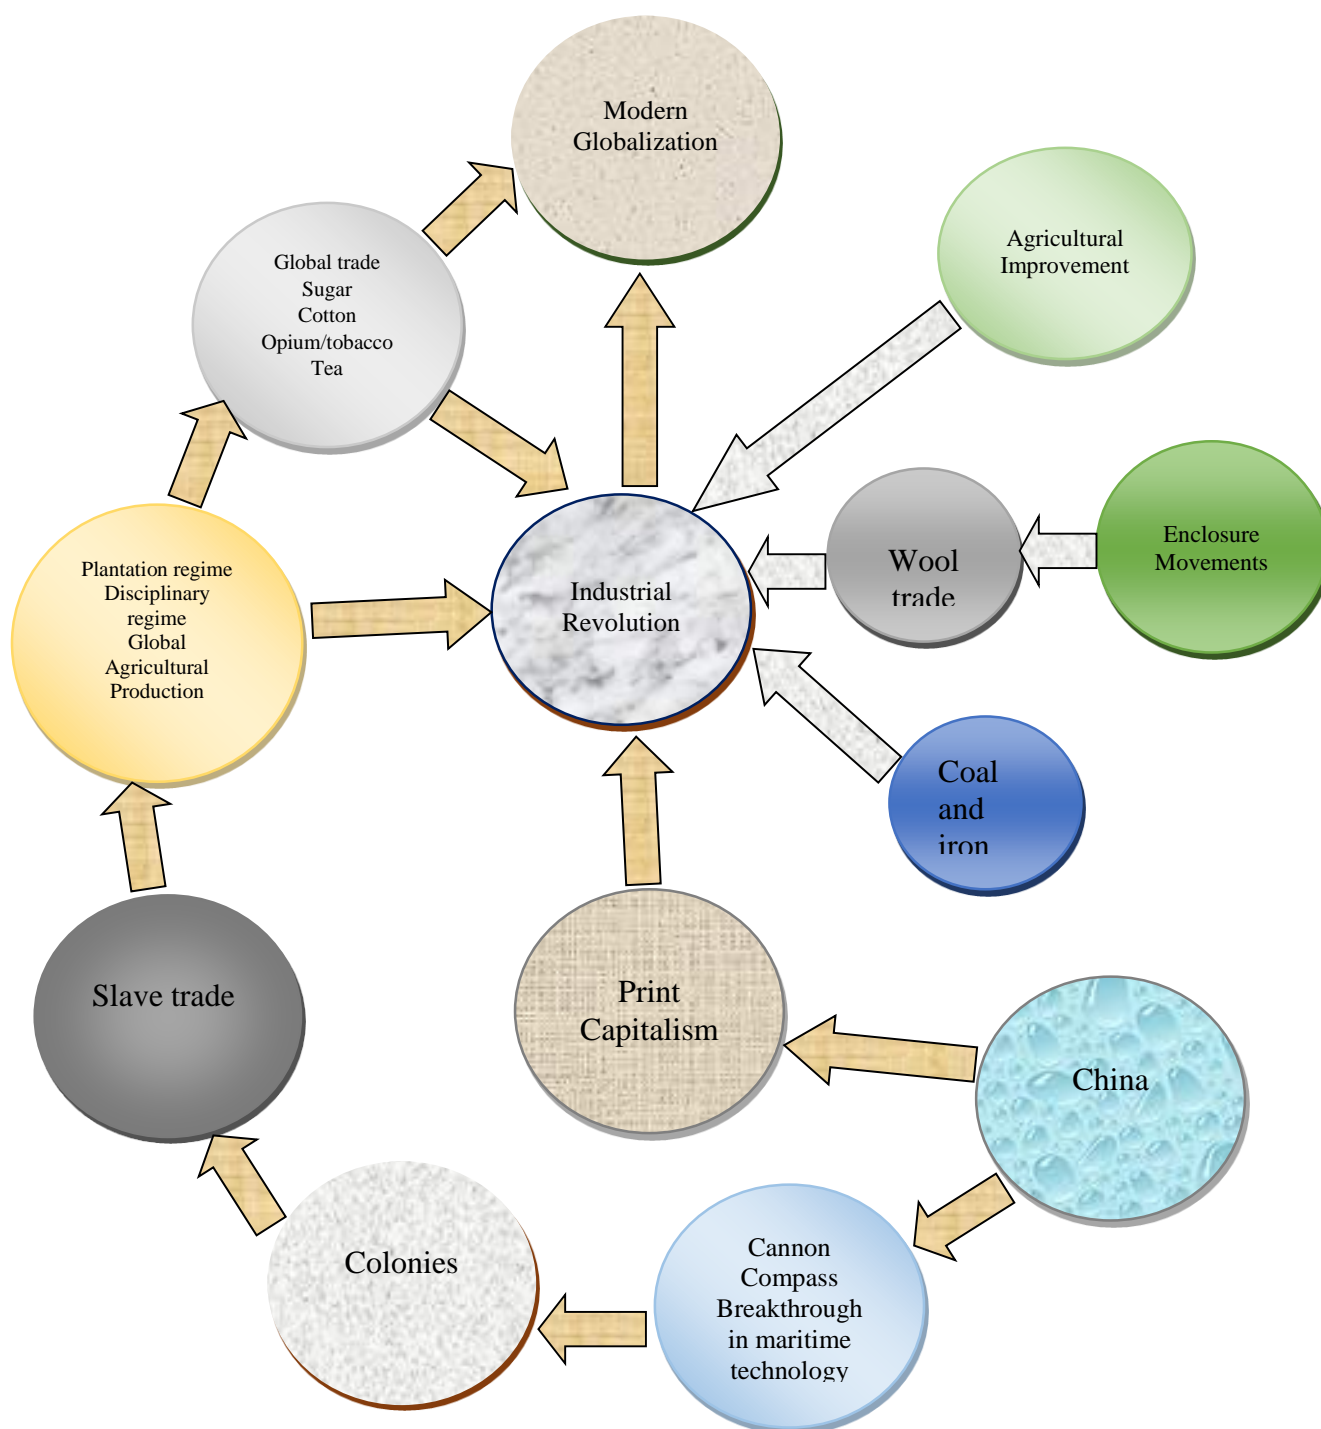 Modern
Globalization
Agricultural
Improvement
Global trade
Sugar
Cotton
Opium/tobacco
Tea
Enclosure
Movements
Wool
trade
Plantation regime
Disciplinary
regime
Global
Agricultural
Production
Industrial
Revolution
Coal
and
iron
Slave trade
Print
Capitalism
China
Cannon
Compass
Breakthrough
in maritime
technology
Colonies